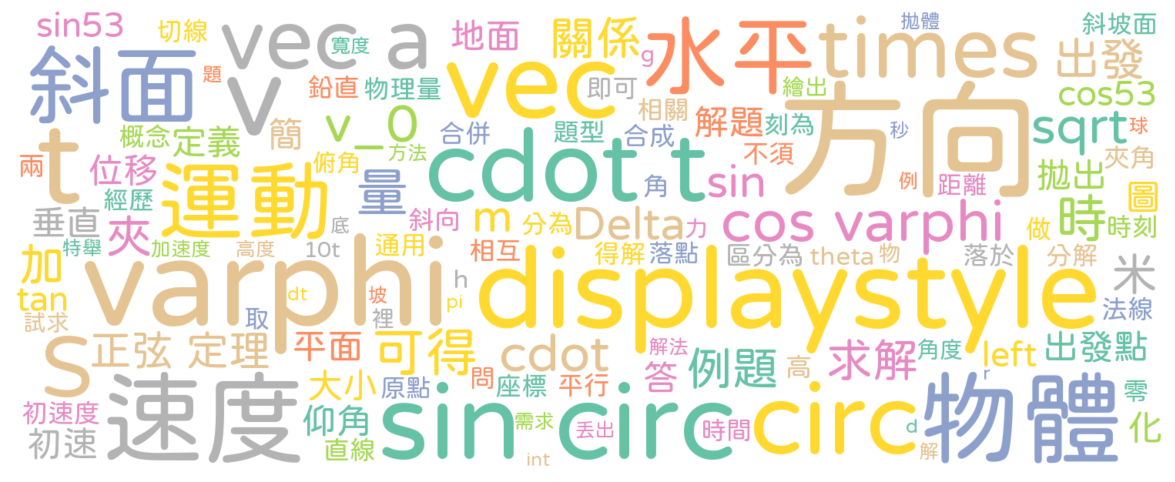 sin53 切線 vec a 寬度 地面 關係 g 水平 times 拋體 出發 斜坡面
斜面 題 v 鉛直 物理量 vec 即可 繪出 方向 cos53
t 概念 定義 簡 v_0 合併 題型 合成 相關 解題 刻為 秒 sqrt 球
兩 位移 運動 俯角 方法 cdot t 角 sin 不須 例 距離 拋出 夾角 圖
經歷 量 斜向 m 分為 Delta 力 cos varphi 做 時 時刻
垂直 夾 特舉 加速度 高度 底 10t 通用 相互 得解 落點 區分為 theta 物 落於 分解 米
加 tan 試求 varphi dt 坡 裡 h pi displaystyle 法線
取 s 正弦 定理 平面 可得 cdot 解法 答 例題 高 求解 角度 left r 出發點
初速度 初速 速度 大小 原點 問 座標 平行 零
仰角 直線 sin circ 需求 丟出 時間 circ d 解 物體 化
int